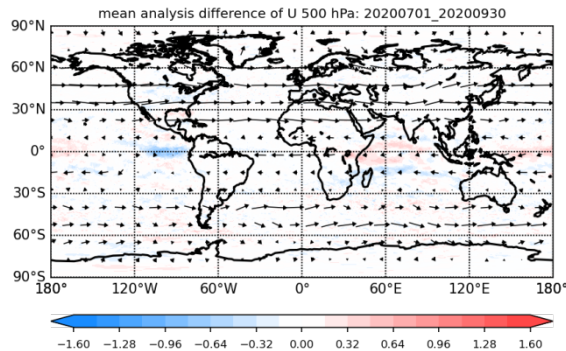 mean analysis difference of U 500 hPa: 20200701_20200930
90°N
60°N
30°N
0°
30°S
60°S
90°S
180° 120°W 60°W 0° 60°E 120°E 180°
−1.60 −1.28 −0.96 −0.64 −0.32 0.00 0.32 0.64 0.96 1.28 1.60